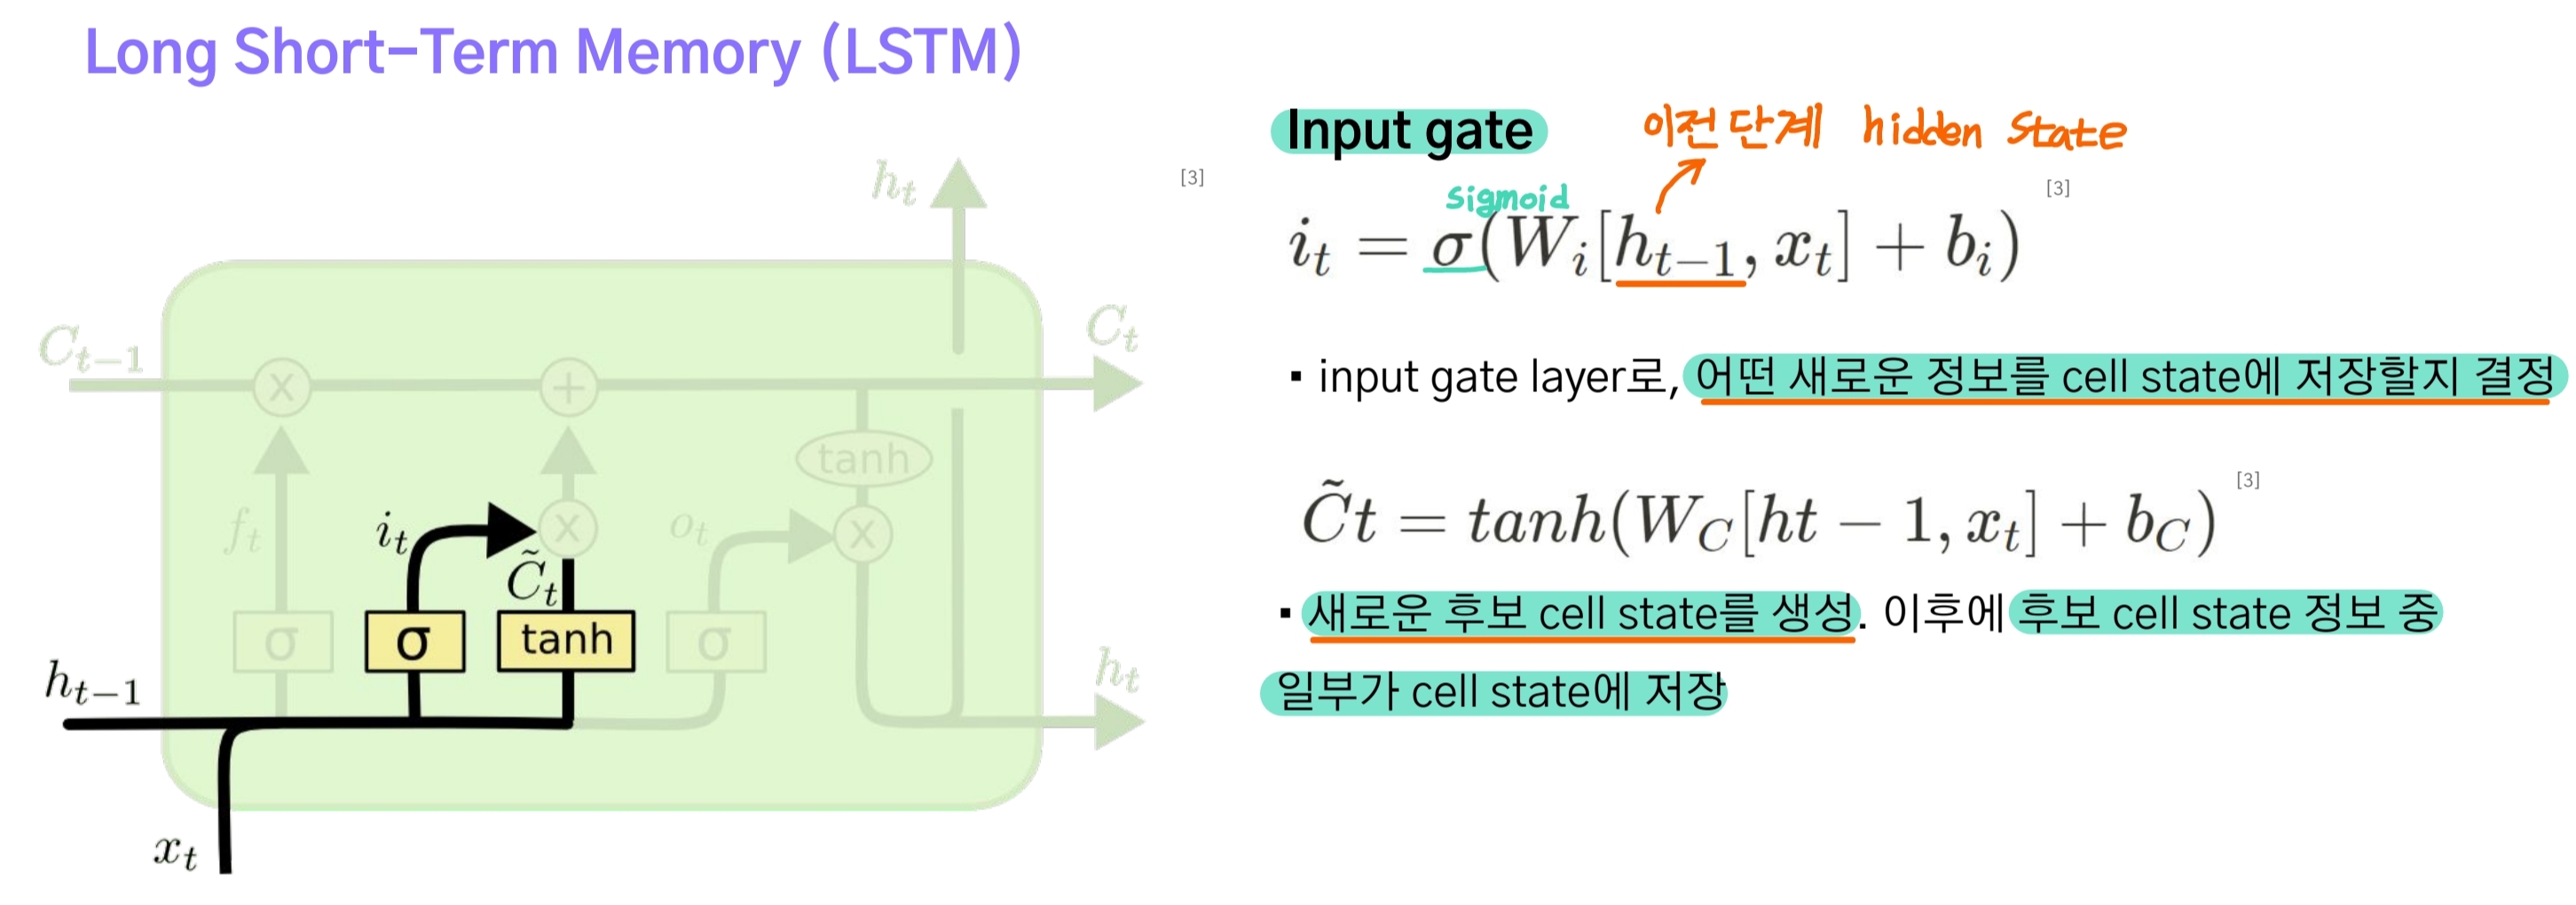 Long Short-Term Memory (LSTM)
h_t
[3]
C_{t-1}
C_t
X
+
tanh
f_t
i_t
X
o_t
X
C̃_t
σ
σ
tanh
σ
h_{t-1}
h_t
x_t
Input gate
이전단계 hidden state
sigmoid
[3]
i_t = σ(W_i[h_{t-1}, x_t] + b_i)
▪ input gate layer로, 어떤 새로운 정보를 cell state에 저장할지 결정
[3]
C̃t = tanh(W_C[ht − 1, x_t] + b_C)
▪ 새로운 후보 cell state를 생성. 이후에 후보 cell state 정보 중
일부가 cell state에 저장